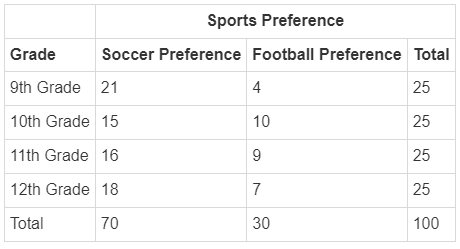 Sports Preference
Grade Soccer Preference Football Preference Total
9th Grade 21 4 25
10th Grade 15 10 25
11th Grade 16 9 25
12th Grade 18 7 25
Total 70 30 100